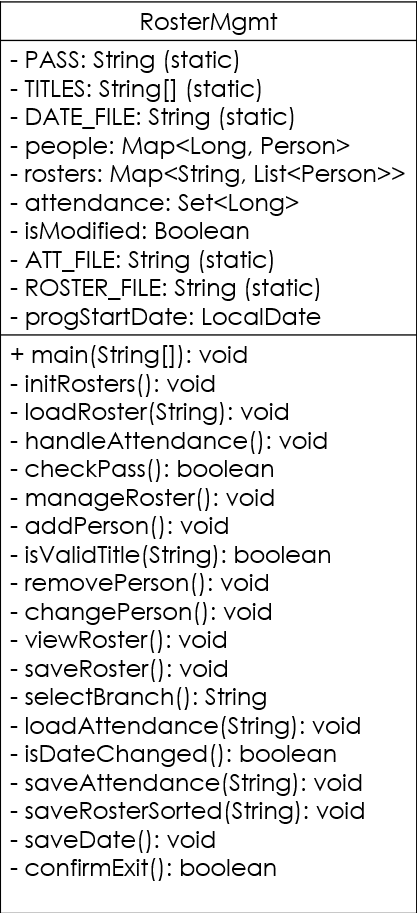 RosterMgmt
- PASS: String (static)
- TITLES: String[] (static)
- DATE_FILE: String (static)
- people: Map<Long, Person>
- rosters: Map<String, List<Person>>
- attendance: Set<Long>
- isModified: Boolean
- ATT_FILE: String (static)
- ROSTER_FILE: String (static)
- progStartDate: LocalDate
+ main(String[]): void
- initRosters(): void
- loadRoster(String): void
- handleAttendance(): void
- checkPass(): boolean
- manageRoster(): void
- addPerson(): void
- isValidTitle(String): boolean
- removePerson(): void
- changePerson(): void
- viewRoster(): void
- saveRoster(): void
- selectBranch(): String
- loadAttendance(String): void
- isDateChanged(): boolean
- saveAttendance(String): void
- saveRosterSorted(String): void
- saveDate(): void
- confirmExit(): boolean